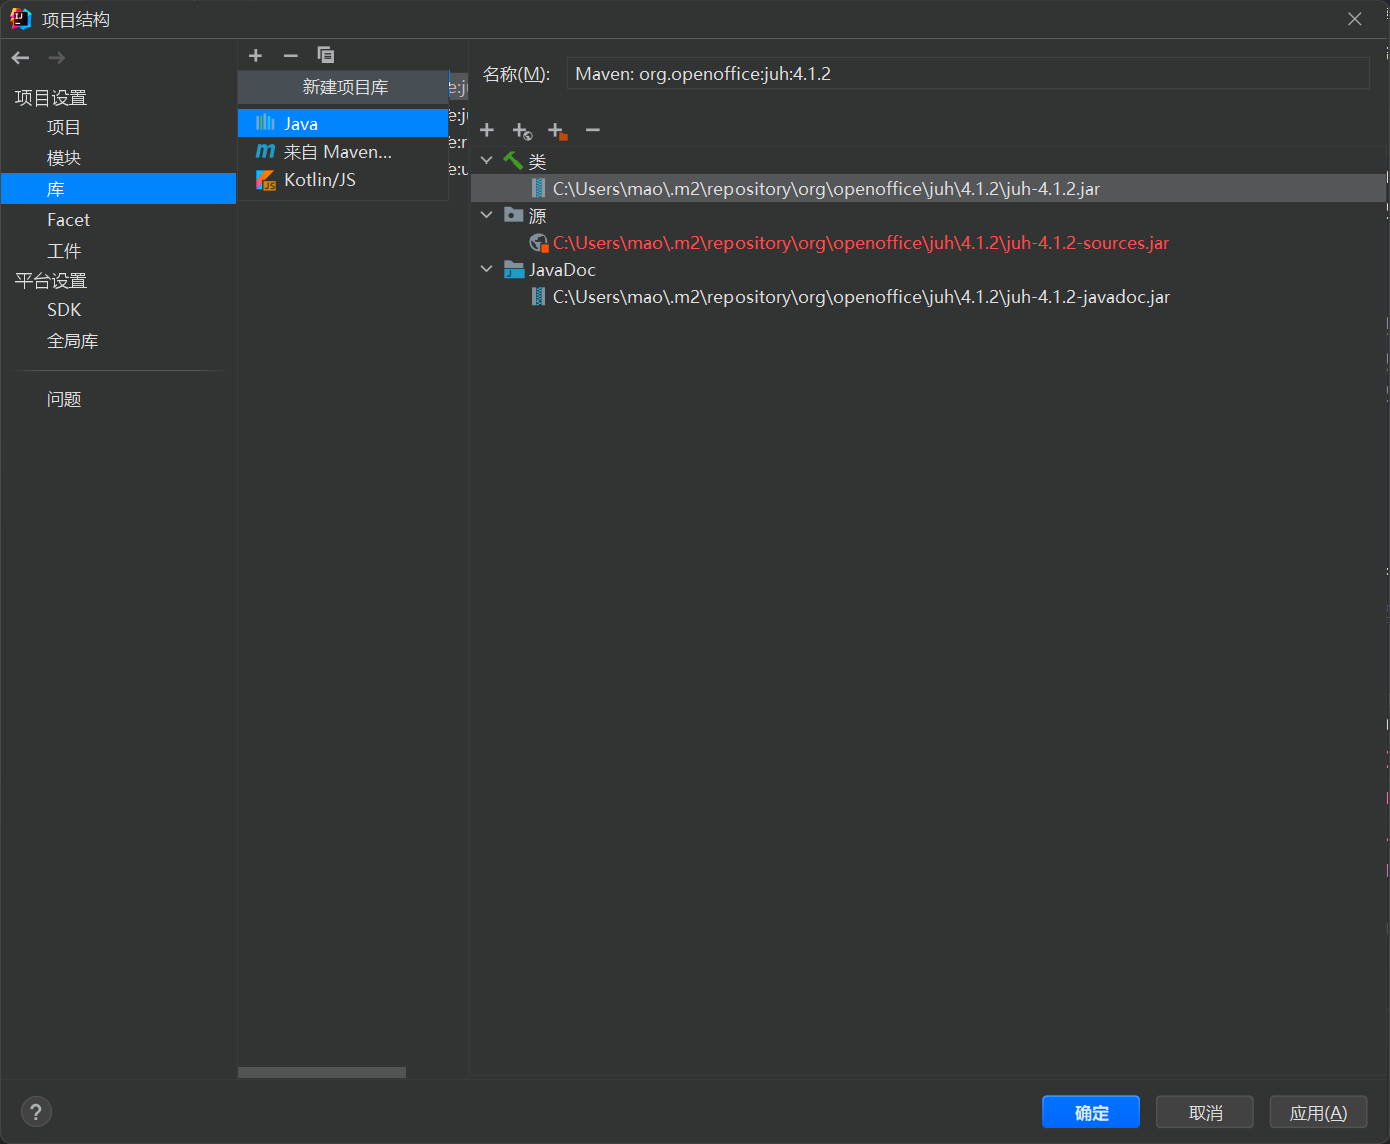 项目结构
项目设置
项目
模块
库
Facet
工件
平台设置
SDK
全局库
问题
新建项目库
Java
来自 Maven...
Kotlin/JS
名称(M):
Maven: org.openoffice:juh:4.1.2
类
C:\Users\mao\.m2\repository\org\openoffice\juh\4.1.2\juh-4.1.2.jar
源
C:\Users\mao\.m2\repository\org\openoffice\juh\4.1.2\juh-4.1.2-sources.jar
JavaDoc
C:\Users\mao\.m2\repository\org\openoffice\juh\4.1.2\juh-4.1.2-javadoc.jar
?
确定
取消
应用(A)